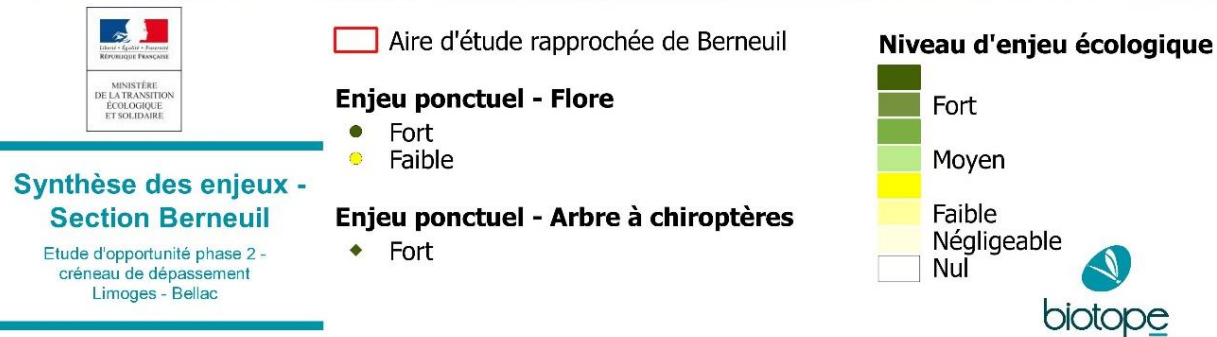 Liberté • Égalité • Fraternité
RÉPUBLIQUE FRANÇAISE
MINISTÈRE
DE LA TRANSITION
ÉCOLOGIQUE
ET SOLIDAIRE
Synthèse des enjeux -
Section Berneuil
Etude d'opportunité phase 2 -
créneau de dépassement
Limoges - Bellac
Aire d'étude rapprochée de Berneuil
Enjeu ponctuel - Flore
Fort
Faible
Enjeu ponctuel - Arbre à chiroptères
Fort
Niveau d'enjeu écologique
Fort
Moyen
Faible
Négligeable
Nul
biotope